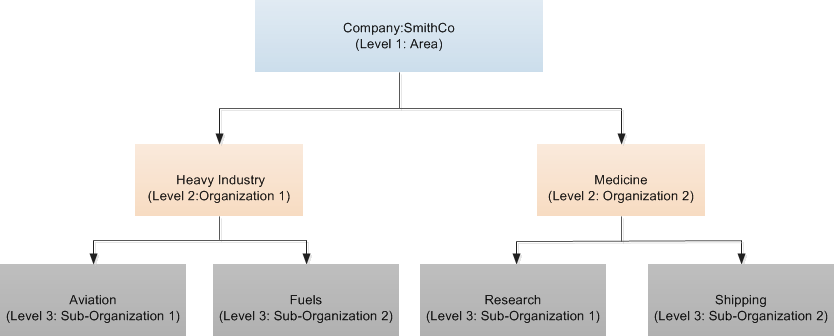 Company:SmithCo
(Level 1: Area)
Heavy Industry
(Level 2:Organization 1)
Medicine
(Level 2: Organization 2)
Aviation
(Level 3: Sub-Organization 1)
Fuels
(Level 3: Sub-Organization 2)
Research
(Level 3: Sub-Organization 1)
Shipping
(Level 3: Sub-Organization 2)